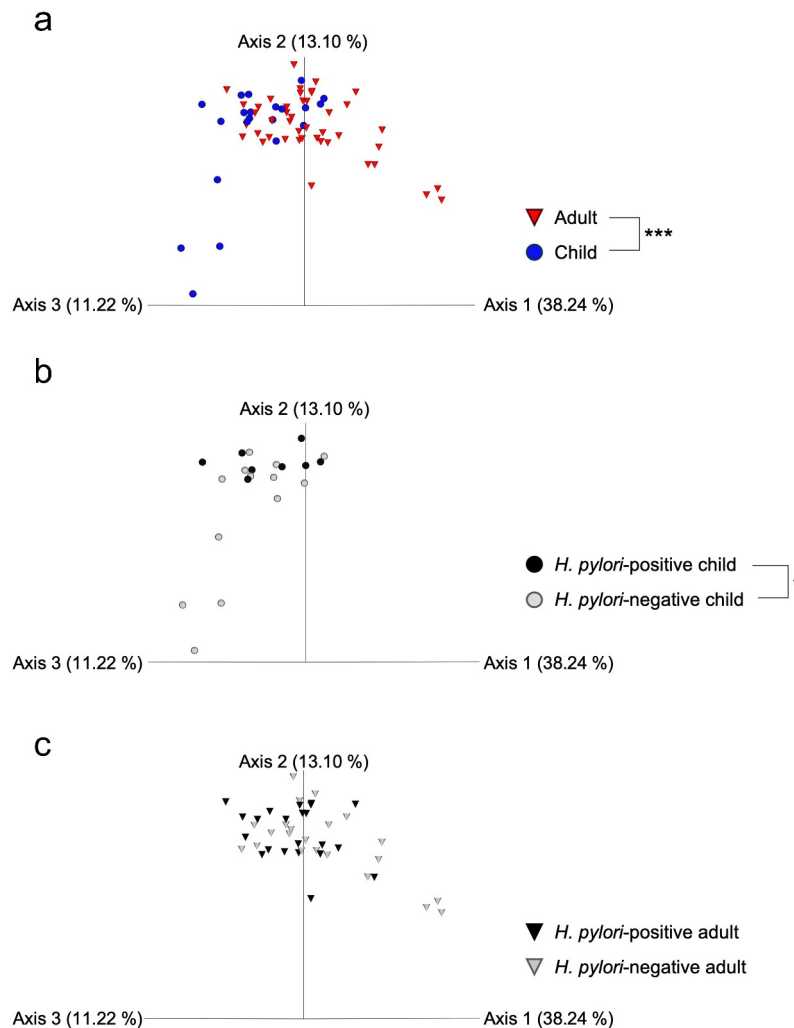 a
Axis 2 (13.10 %)
Adult
***
Child
Axis 3 (11.22 %)
Axis 1 (38.24 %)
b
Axis 2 (13.10 %)
H. pylori-positive child
H. pylori-negative child
Axis 3 (11.22 %)
Axis 1 (38.24 %)
c
Axis 2 (13.10 %)
H. pylori-positive adult
H. pylori-negative adult
Axis 3 (11.22 %)
Axis 1 (38.24 %)